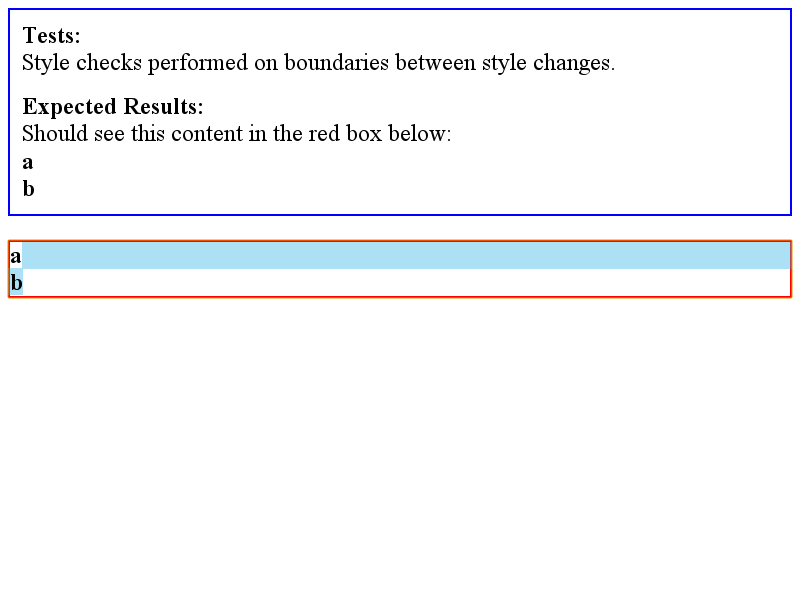 Tests:
Style checks performed on boundaries between style changes.
Expected Results:
Should see this content in the red box below:
a
b
a
b